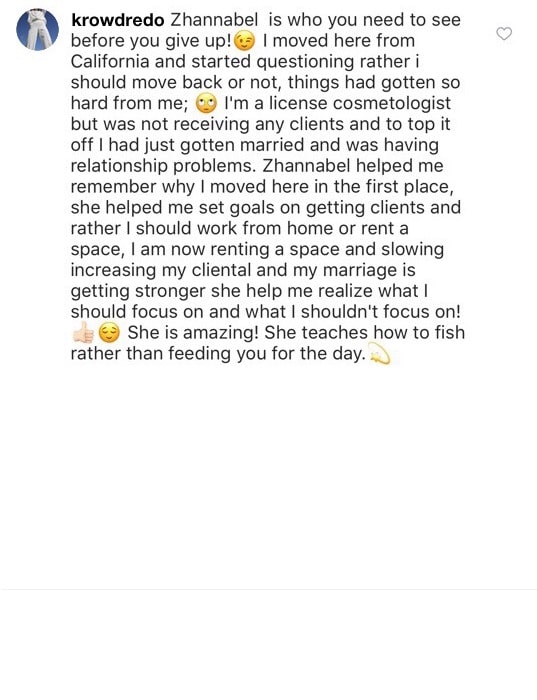 krowdredo Zhannabel  is who you need to see
before you give up!😉 I moved here from
California and started questioning rather i
should move back or not, things had gotten so
hard from me; 🙄 I'm a license cosmetologist
but was not receiving any clients and to top it
off I had just gotten married and was having
relationship problems. Zhannabel helped me
remember why I moved here in the first place,
she helped me set goals on getting clients and
rather I should work from home or rent a
space, I am now renting a space and slowing
increasing my cliental and my marriage is
getting stronger she help me realize what I
should focus on and what I shouldn't focus on!
👍🏻😌 She is amazing! She teaches how to fish
rather than feeding you for the day.💫